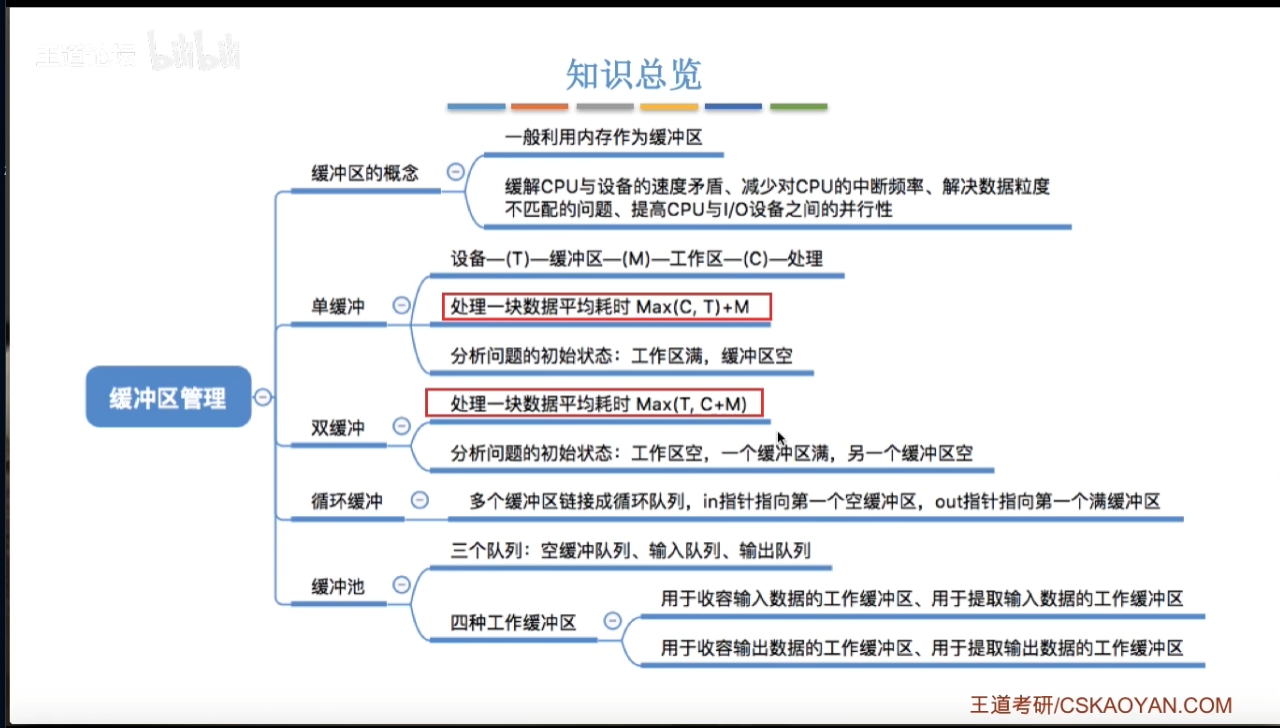 王道论坛 bilibili
知识总览
一般利用内存作为缓冲区
缓冲区的概念
缓解CPU与设备的速度矛盾、减少对CPU的中断频率、解决数据粒度
不匹配的问题、提高CPU与I/O设备之间的并行性
设备—(T)—缓冲区—(M)—工作区—(C)—处理
单缓冲
处理一块数据平均耗时 Max(C, T)+M
分析问题的初始状态：工作区满，缓冲区空
缓冲区管理
处理一块数据平均耗时 Max(T, C+M)
双缓冲
分析问题的初始状态：工作区空，一个缓冲区满，另一个缓冲区空
循环缓冲
多个缓冲区链接成循环队列，in指针指向第一个空缓冲区，out指针指向第一个满缓冲区
三个队列：空缓冲队列、输入队列、输出队列
缓冲池
四种工作缓冲区
用于收容输入数据的工作缓冲区、用于提取输入数据的工作缓冲区
用于收容输出数据的工作缓冲区、用于提取输出数据的工作缓冲区
王道考研/CSKAOYAN.COM